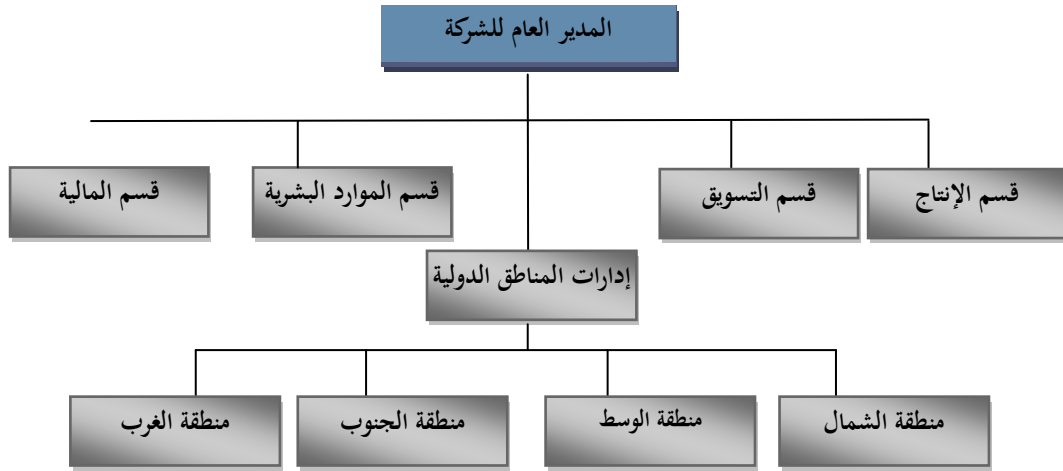 المدير العام للشركة
قسم الإنتاج
قسم التسويق
قسم الموارد البشرية
قسم المالية
إدارات المناطق الدولية
منطقة الشمال
منطقة الوسط
منطقة الجنوب
منطقة الغرب